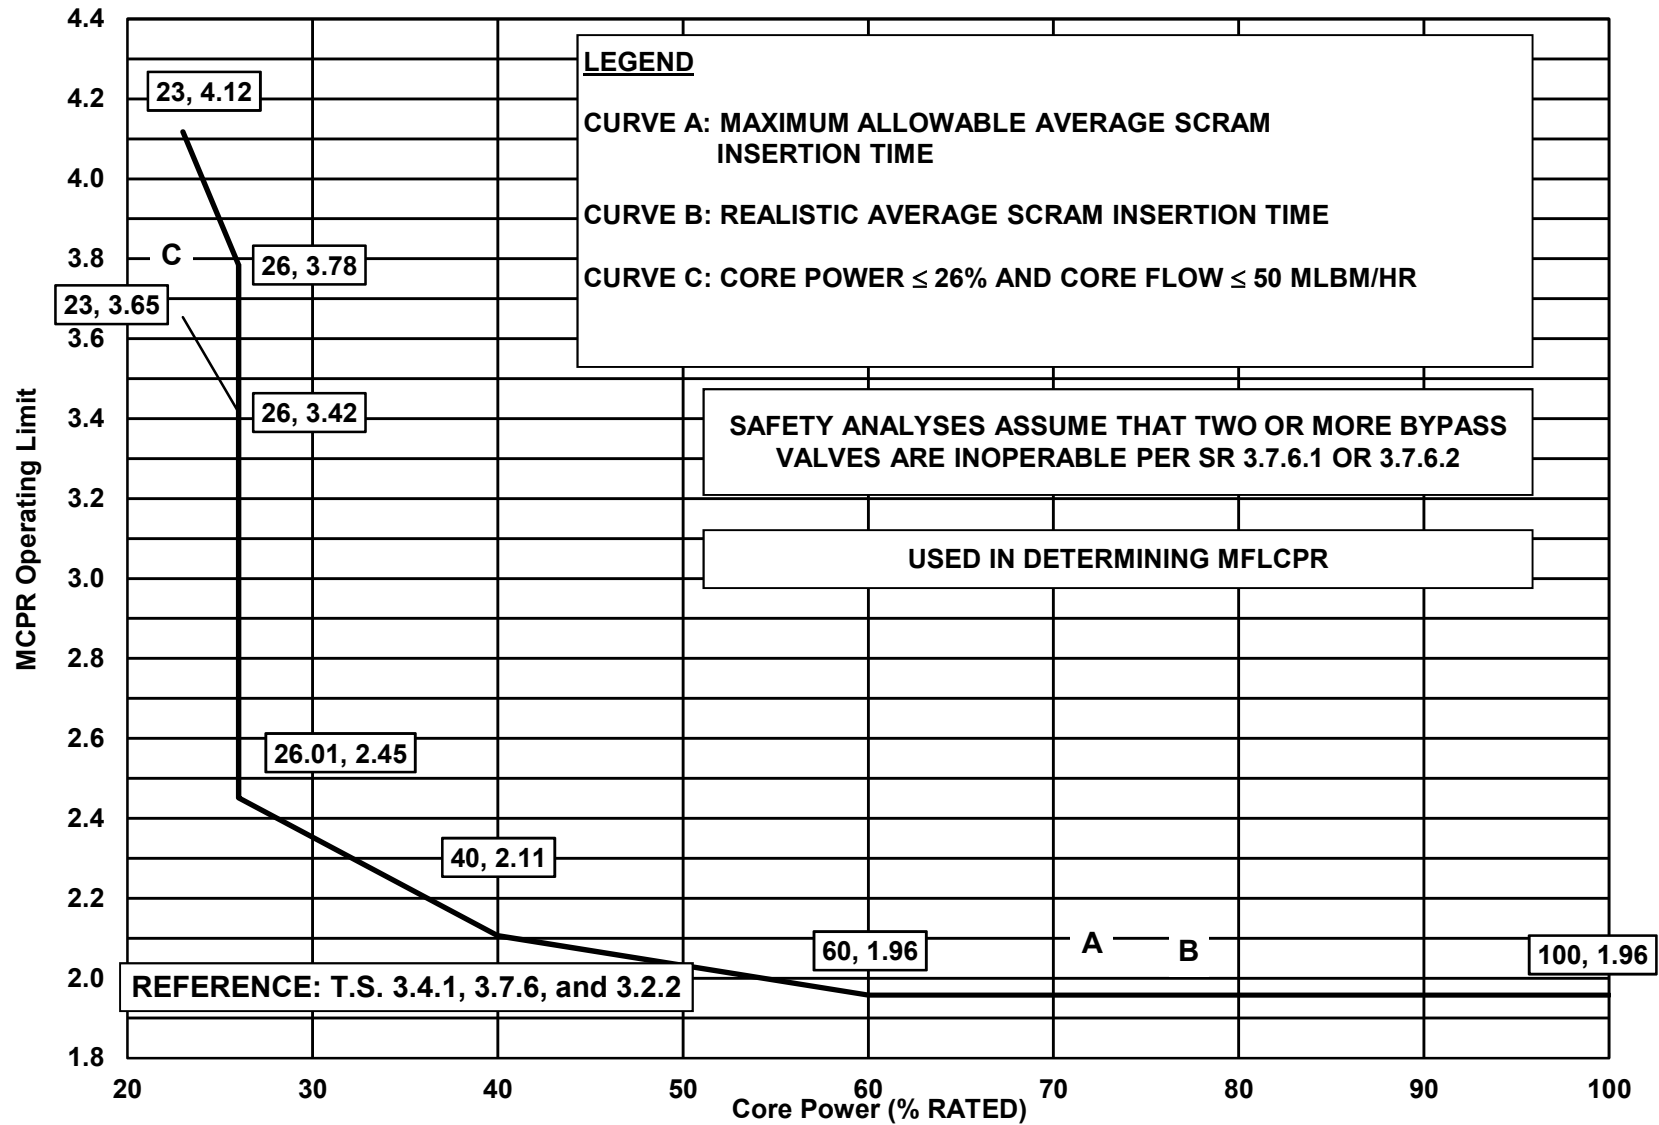 4.4
4.2
4.0
3.8
3.6
3.4
3.2
3.0
2.8
2.6
2.4
2.2
2.0
1.8
MCPR Operating Limit
23, 4.12
C
26, 3.78
23, 3.65
26, 3.42
26.01, 2.45
40, 2.11
60, 1.96
A
B
100, 1.96
LEGEND
CURVE A: MAXIMUM ALLOWABLE AVERAGE SCRAM
INSERTION TIME
CURVE B: REALISTIC AVERAGE SCRAM INSERTION TIME
CURVE C: CORE POWER ≤ 26% AND CORE FLOW ≤ 50 MLBM/HR
SAFETY ANALYSES ASSUME THAT TWO OR MORE BYPASS
VALVES ARE INOPERABLE PER SR 3.7.6.1 OR 3.7.6.2
USED IN DETERMINING MFLCPR
REFERENCE: T.S. 3.4.1, 3.7.6, and 3.2.2
20 30 40 50 60 70 80 90 100
Core Power (% RATED)